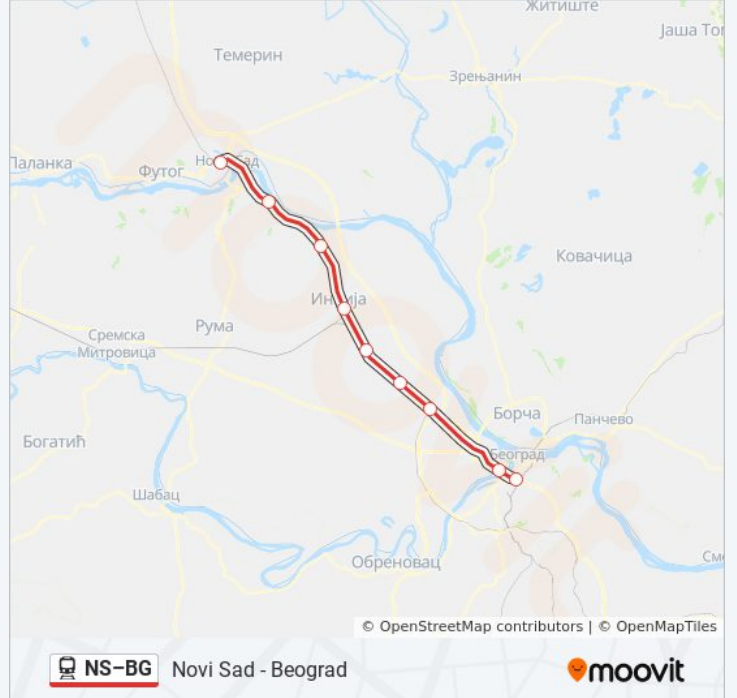 Житиште
Јаша Том
Темерин
Зрењанин
Паланка
Футог
Нови Сад
Ковачица
Инђија
Рума
Сремска
Митровица
Борча
Панчево
Богатић
Београд
Шабац
Обреновац
Сме
© OpenStreetMap contributors | © OpenMapTiles
NS–BG
Novi Sad - Beograd
moovit